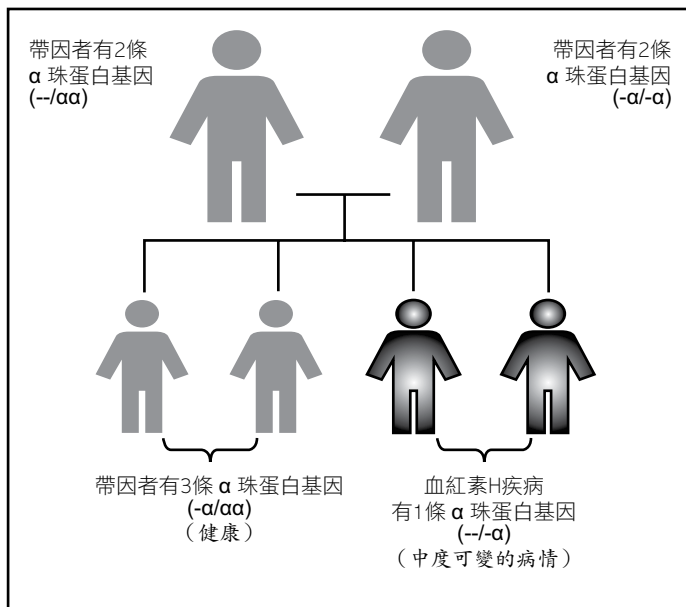 帶因者有2條
α 珠蛋白基因
(--/αα)
帶因者有2條
α 珠蛋白基因
(-α/-α)
帶因者有3條 α 珠蛋白基因
(-α/αα)
（健康）
血紅素H疾病
有1條 α 珠蛋白基因
(--/-α)
（中度可變的病情）